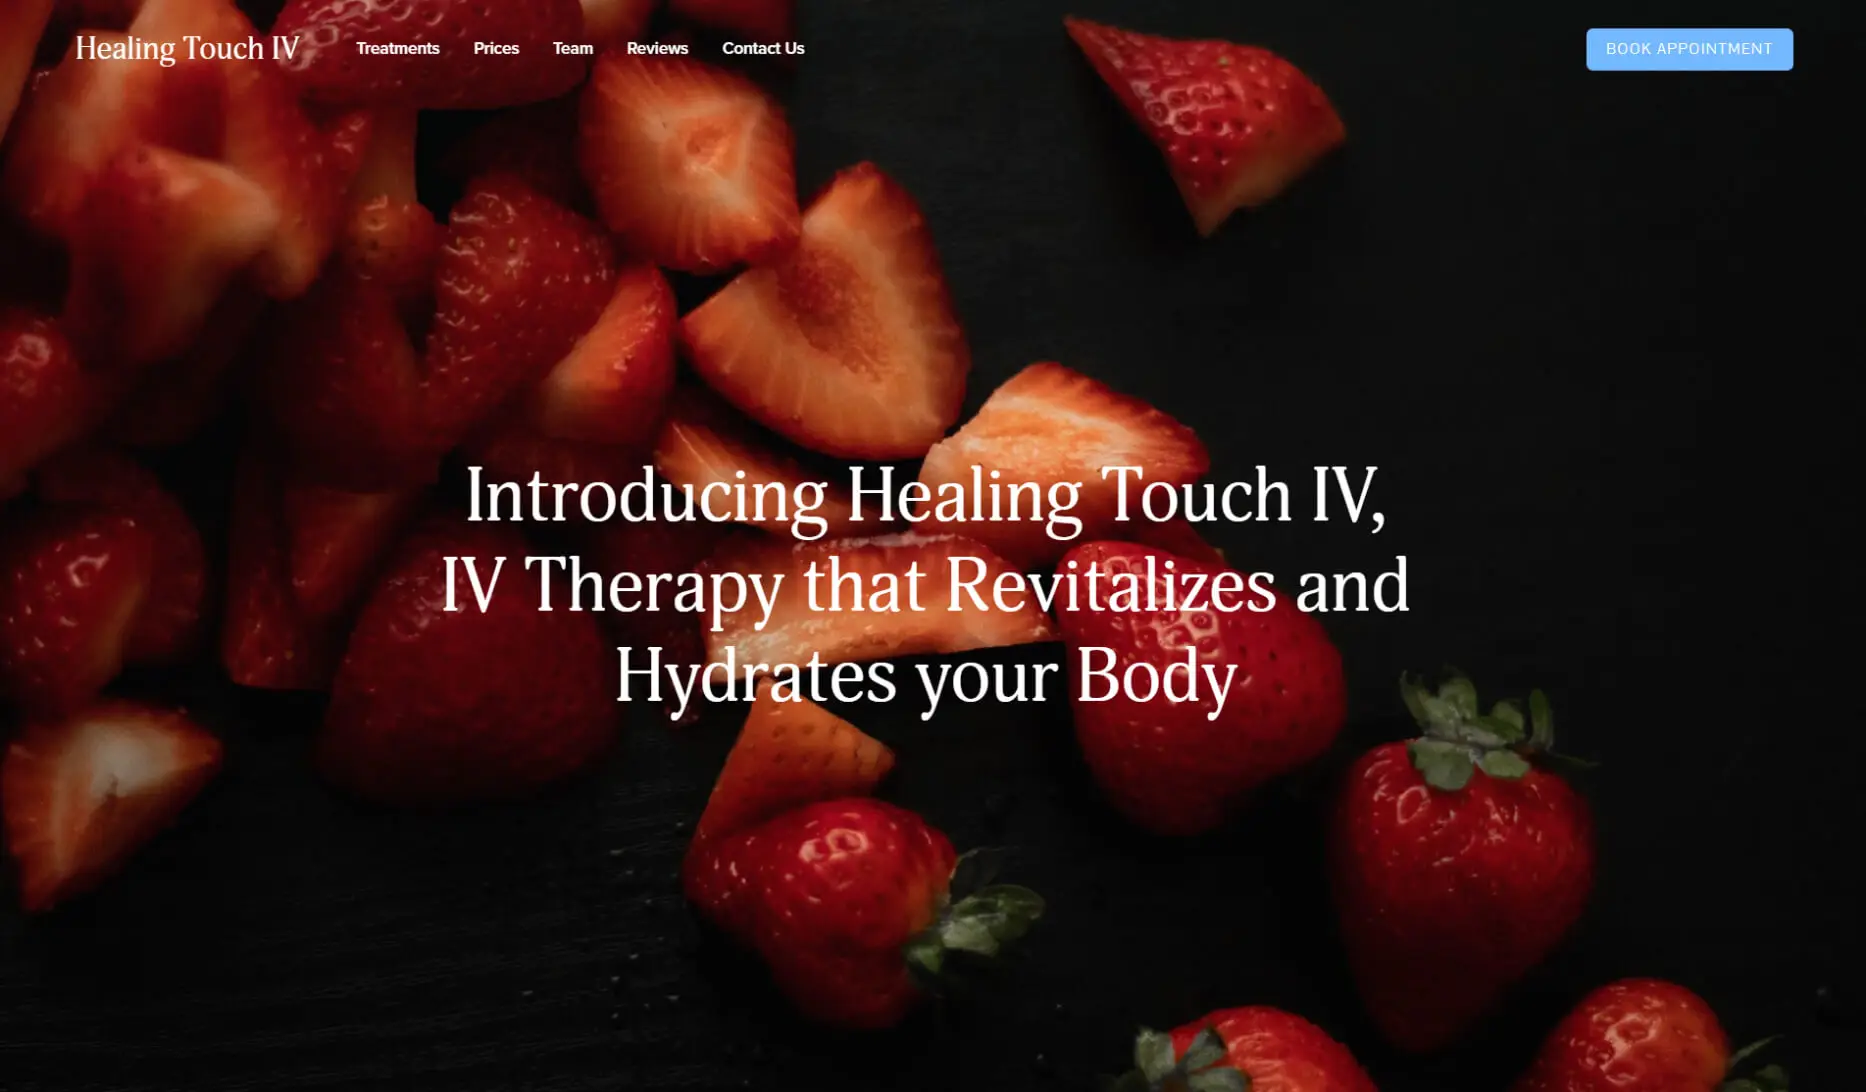 Healing Touch IV
Treatments
Prices
Team
Reviews
Contact Us
BOOK APPOINTMENT
Introducing Healing Touch IV,
IV Therapy that Revitalizes and
Hydrates your Body